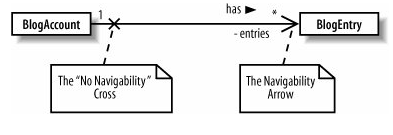 BlogAccount
1
has ►
*
- entries
BlogEntry
The “No Navigability”
Cross
The Navigability
Arrow